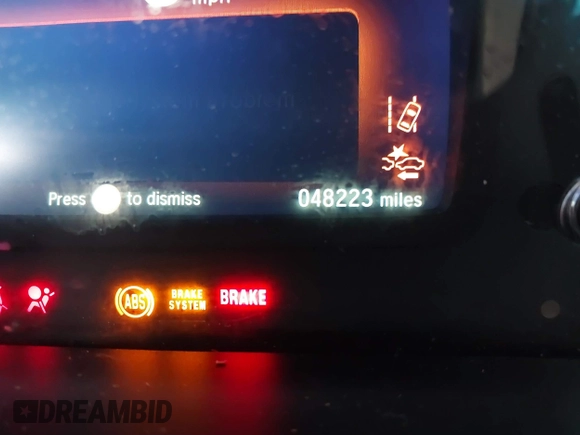 mph
Press to dismiss
048223 miles
ABS
BRAKE
SYSTEM
BRAKE
DREAMBID